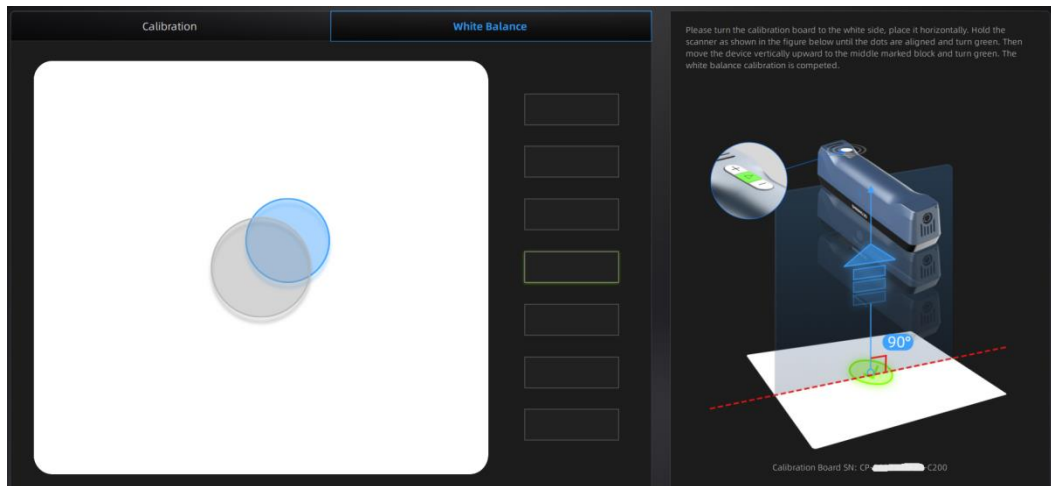 Calibration
White Balance
Please turn the calibration board to the white side, place it horizontally. Hold the
scanner as shown in the figure below until the dots are aligned and turn green. Then
move the device vertically upward to the middle marked block and turn green. The
white balance calibration is competed.
90°
Calibration Board SN: CP-
-C200